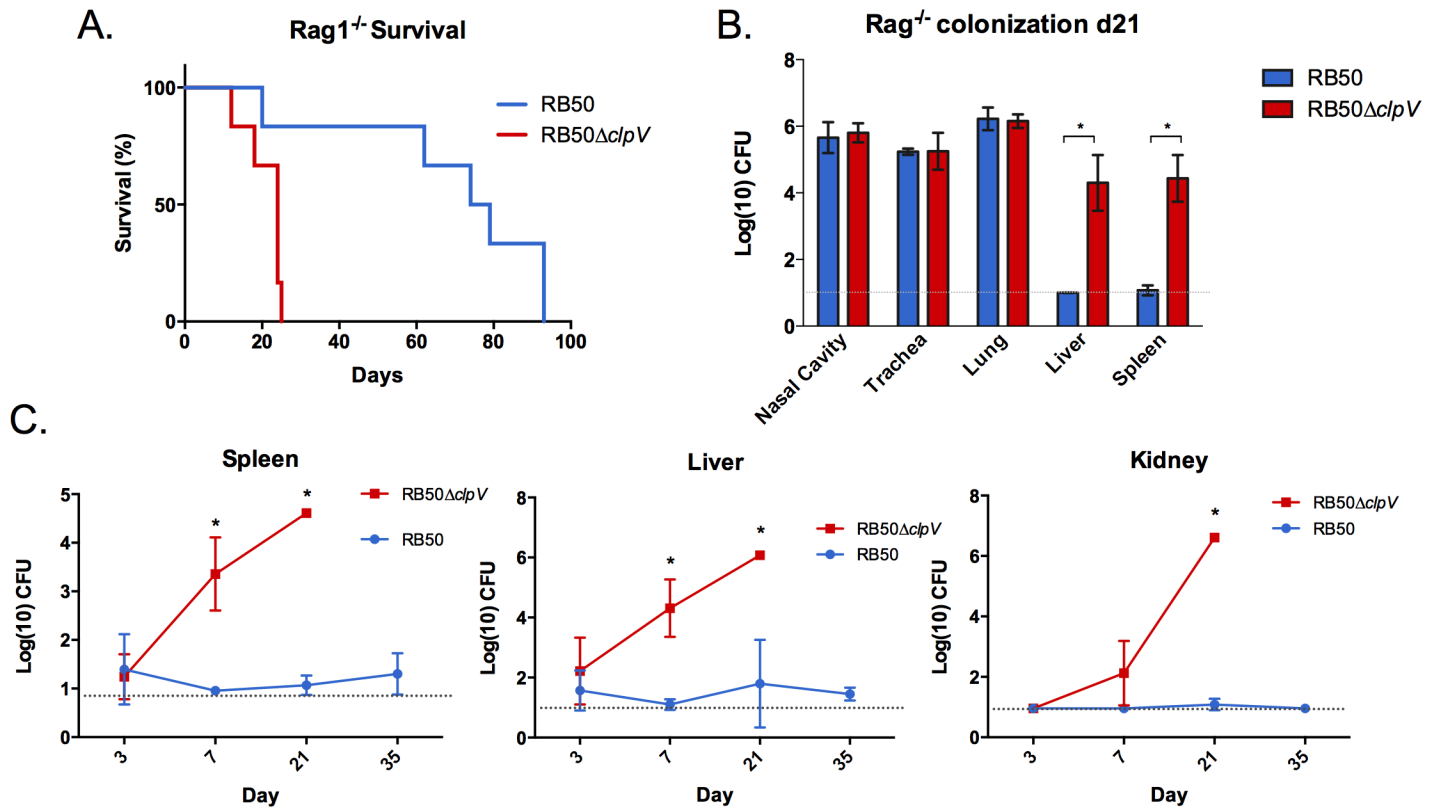 A.
Rag1-/- Survival
100
50
0
Survival (%)
0 20 40 60 80 100
Days
RB50
RB50ΔclpV
B.
Rag-/- colonization d21
8
6
4
2
0
Log(10) CFU
Nasal Cavity
Trachea
Lung
Liver
Spleen
* *
RB50
RB50ΔclpV
C.
Spleen
5
4
3
2
1
0
Log(10) CFU
* *
3 7 21 35
Day
RB50ΔclpV
RB50
Liver
8
6
4
2
0
Log(10) CFU
* *
3 7 21 35
Day
RB50ΔclpV
RB50
Kidney
8
6
4
2
0
Log(10) CFU
*
3 7 21 35
Day
RB50ΔclpV
RB50